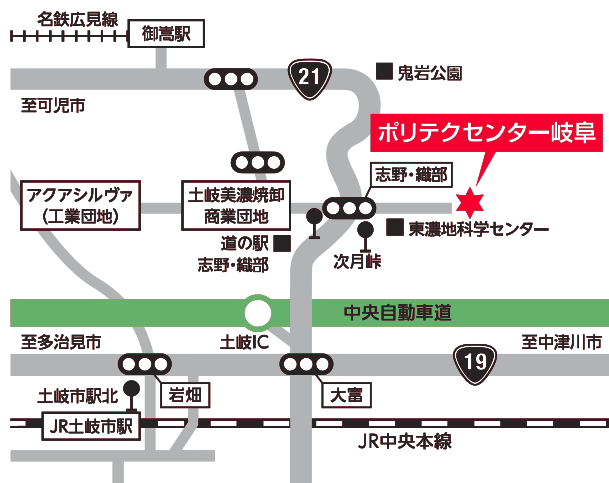 名鉄広見線
御嵩駅
21
鬼岩公園
至可児市
ポリテクセンター岐阜
志野・織部
アクアシルヴァ
（工業団地）
土岐美濃焼卸
商業団地
東濃地科学センター
道の駅
志野・織部
次月峠
中央自動車道
至多治見市
土岐IC
至中津川市
19
土岐市駅北
岩畑
大富
JR土岐市駅
JR中央本線